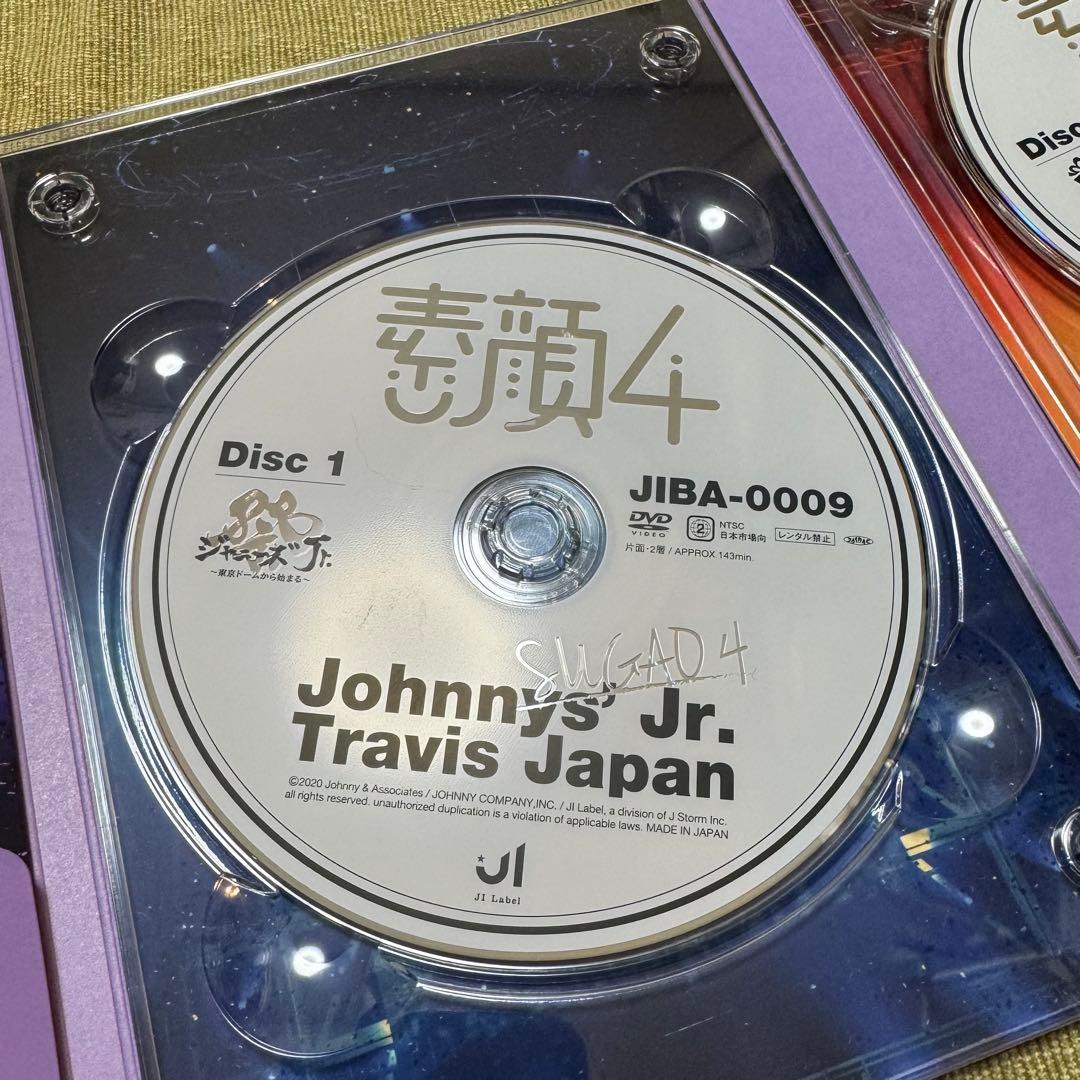 素顔4
Disc 1
ジャニーズJr.
〜東京ドームから始まる〜
JIBA-0009
DVD
VIDEO
2
NTSC
日本市場向
レンタル禁止
片面・2層 / APPROX.143min.
SUGAO 4
Johnnys' Jr.
Travis Japan
©2020 Johnny & Associates / JOHNNY COMPANY,INC. / JI Label, a division of J Storm Inc.
all rights reserved. unauthorized duplication is a violation of applicable laws. MADE IN JAPAN
JI
JI Label
Disc